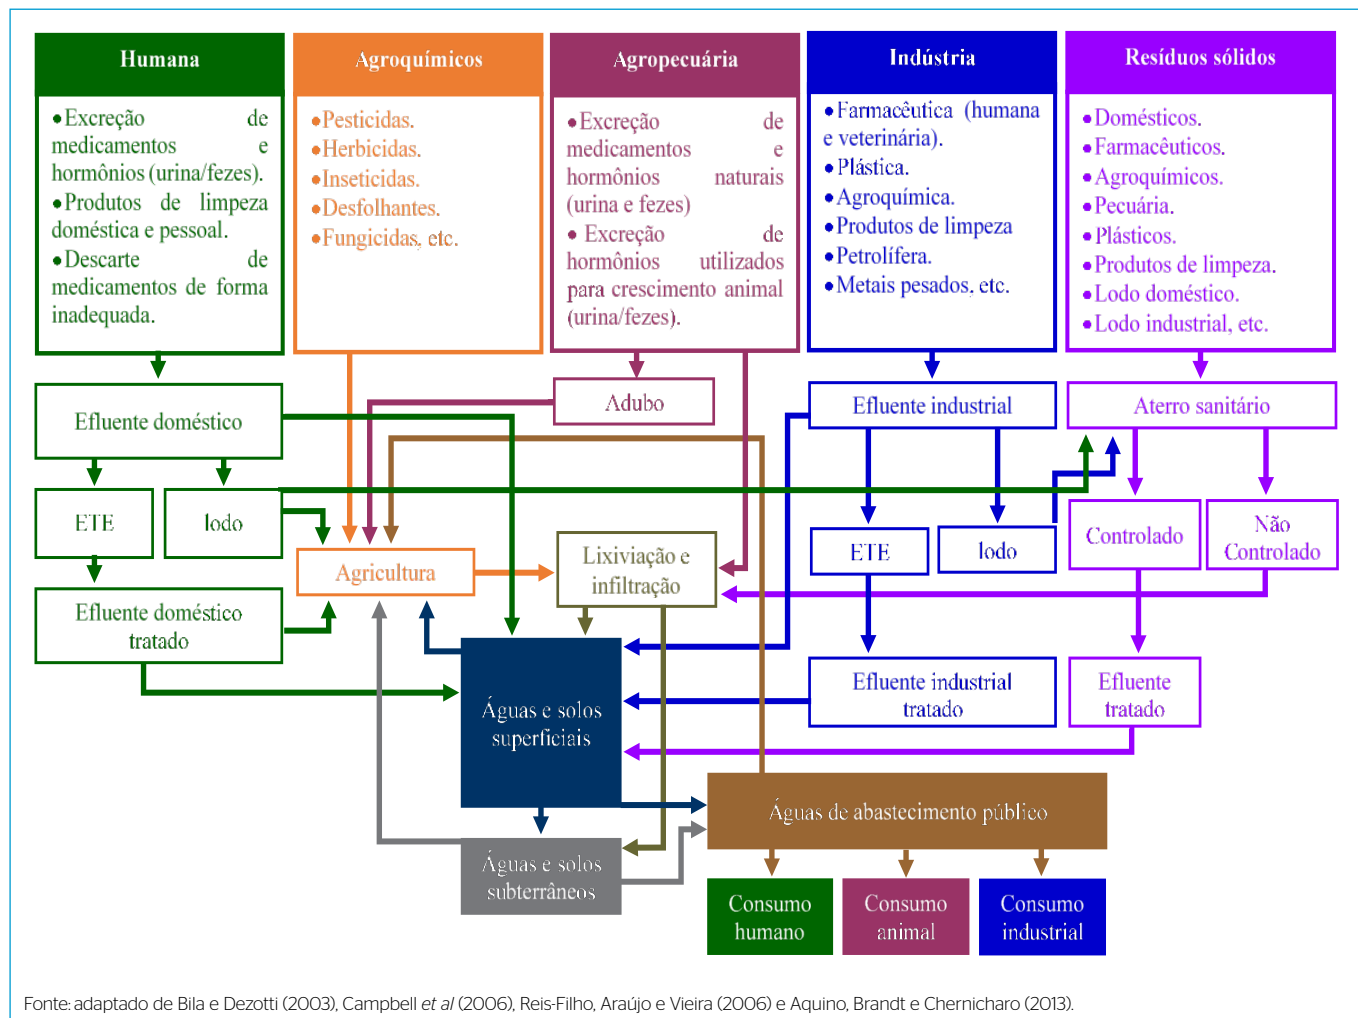 Humana
Agroquímicos
Agropecuária
Indústria
Resíduos sólidos
•Excreção de
medicamentos e
hormônios (urina/fezes).
•Produtos de limpeza
doméstica e pessoal.
•Descarte de
medicamentos de forma
inadequada.
•Pesticidas.
•Herbicidas.
•Inseticidas.
•Desfolhantes.
•Fungicidas, etc.
•Excreção de
medicamentos e
hormônios naturais
(urina e fezes)
• Excreção de
hormônios utilizados
para crescimento animal
(urina/fezes).
•Farmacêutica (humana
e veterinária).
•Plástica.
•Agroquímica.
•Produtos de limpeza
•Petrolífera.
•Metais pesados, etc.
•Domésticos.
•Farmacêuticos.
•Agroquímicos.
•Pecuária.
•Plásticos.
•Produtos de limpeza.
•Lodo doméstico.
•Lodo industrial, etc.
Efluente doméstico
Adubo
Efluente industrial
Aterro sanitário
ETE
lodo
Agricultura
Lixiviação e
infiltração
ETE
lodo
Controlado
Não
Controlado
Efluente doméstico
tratado
Águas e solos
superficiais
Efluente industrial
tratado
Efluente
tratado
Águas de abastecimento público
Águas e solos
subterrâneos
Consumo
humano
Consumo
animal
Consumo
industrial
Fonte: adaptado de Bila e Dezotti (2003), Campbell et al (2006), Reis-Filho, Araújo e Vieira (2006) e Aquino, Brandt e Chernicharo (2013).